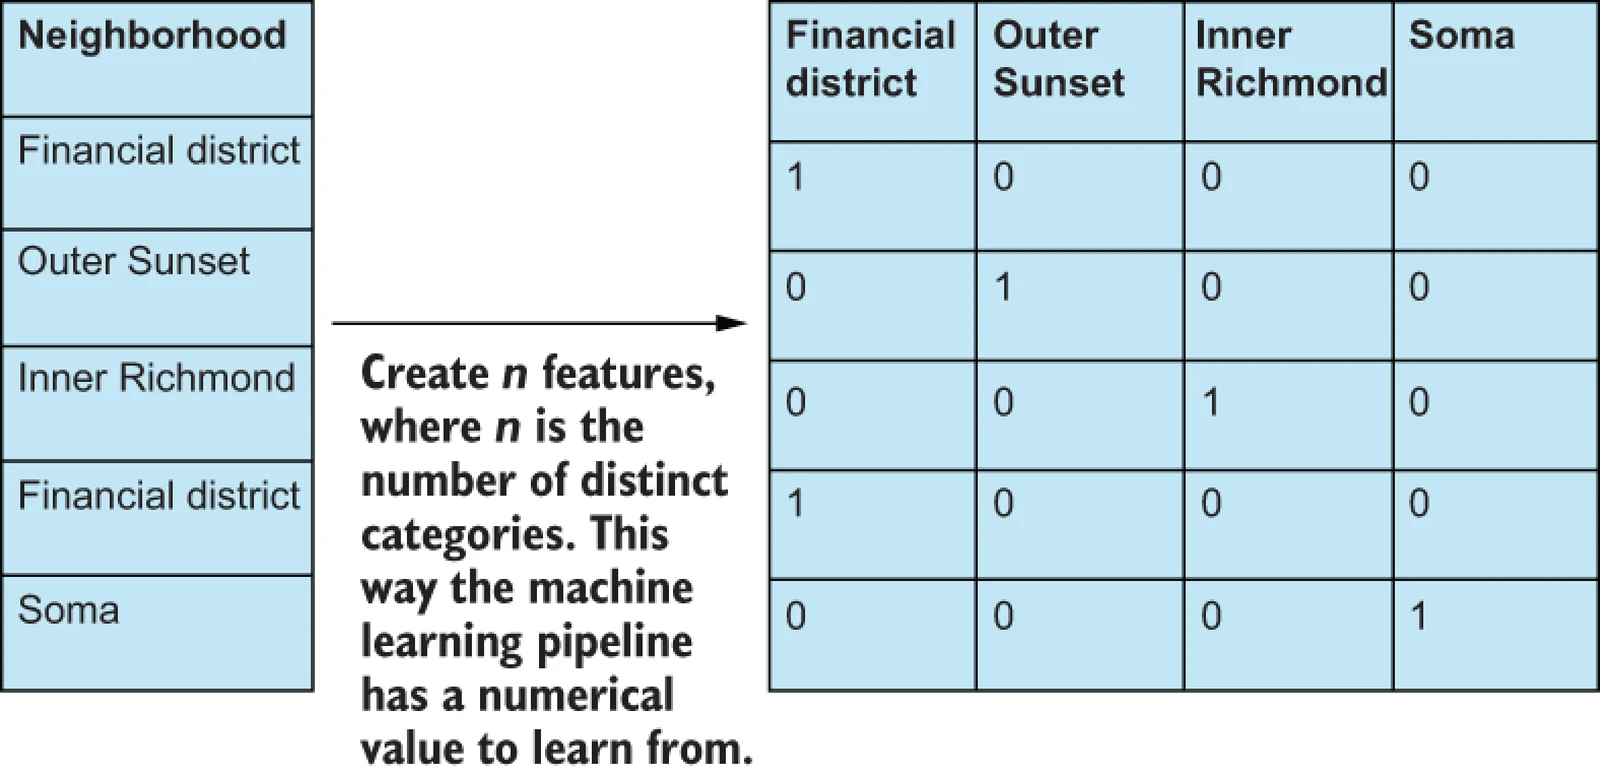 Neighborhood
Financial district
Outer Sunset
Inner Richmond
Financial district
Soma
Create n features,
where n is the
number of distinct
categories. This
way the machine
learning pipeline
has a numerical
value to learn from.
Financial district Outer Sunset Inner Richmond Soma
1 0 0 0
0 1 0 0
0 0 1 0
1 0 0 0
0 0 0 1